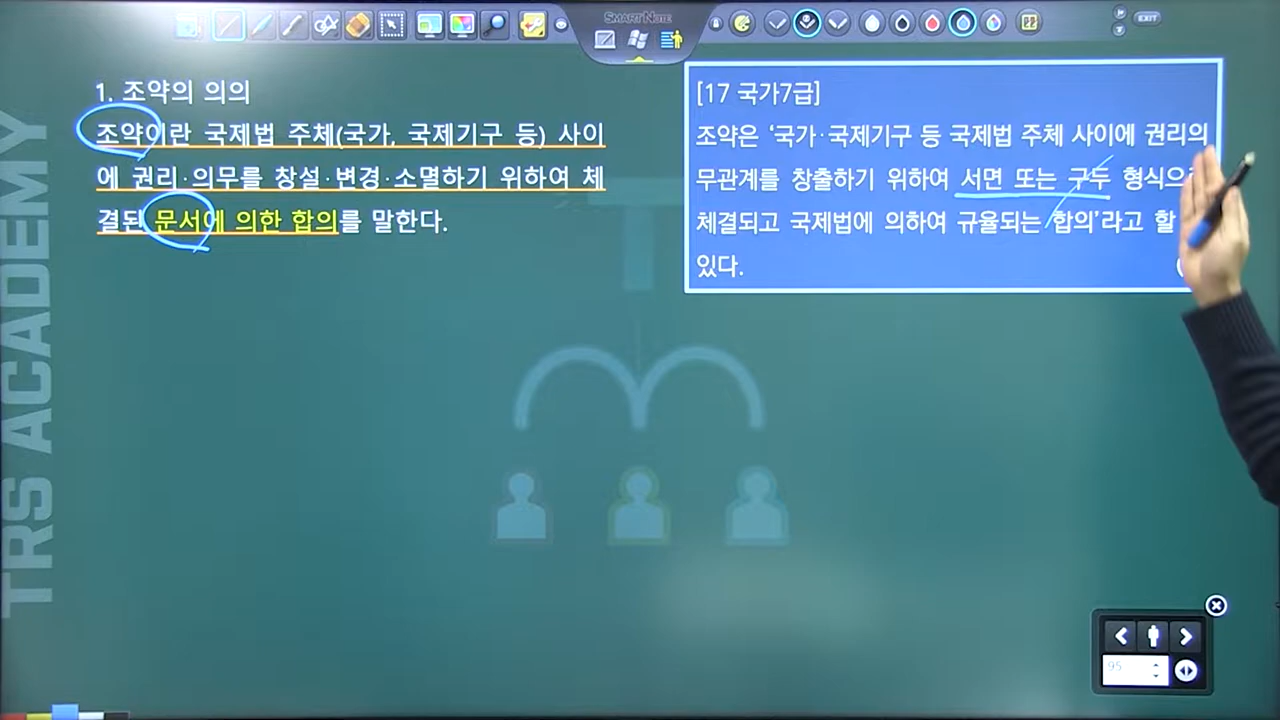 SMART NOTE
EXIT
1. 조약의 의의
조약이란 국제법 주체(국가, 국제기구 등) 사이
에 권리·의무를 창설·변경·소멸하기 위하여 체
결된 문서에 의한 합의를 말한다.
[17 국가7급]
조약은 ‘국가·국제기구 등 국제법 주체 사이에 권리의
무관계를 창출하기 위하여 서면 또는 구두 형식으
체결되고 국제법에 의하여 규율되는 합의’라고 할
있다.
TRS ACADEMY
95